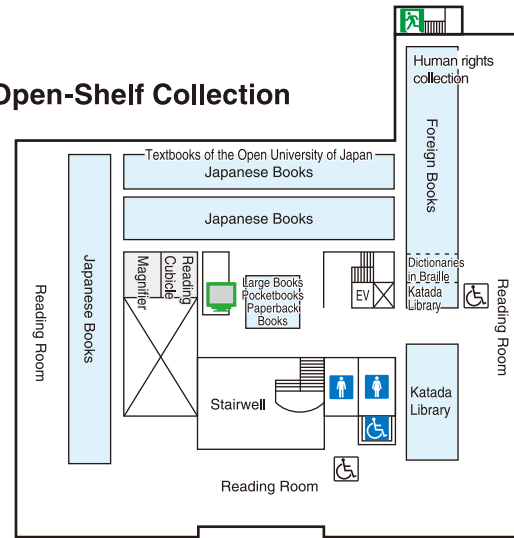 Open-Shelf Collection
Human rights
collection
Foreign Books
Textbooks of the Open University of Japan
Japanese Books
Japanese Books
Japanese Books
Magnifier
Reading
Cubicle
Large Books
Pocketbooks
Paperback
Books
EV
Dictionaries
in Braille
Katada
Library
Reading Room
Reading Room
Stairwell
Katada
Library
Reading Room